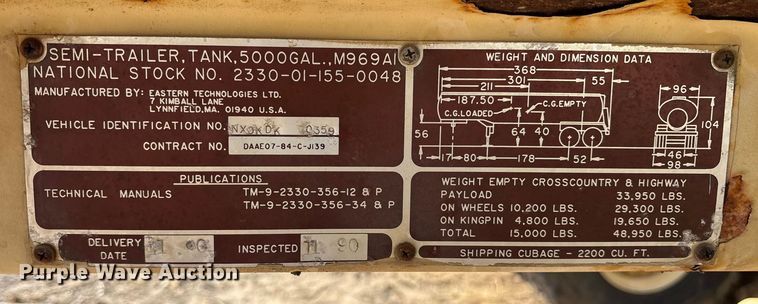 SEMI-TRAILER, TANK, 5000GAL., M969A1
NATIONAL STOCK NO. 2330-01-155-0048
MANUFACTURED BY: EASTERN TECHNOLOGIES LTD.
7 KIMBALL LANE
LYNNFIELD, MA. 01940 U.S.A.
VEHICLE IDENTIFICATION NO. 0359
CONTRACT NO. DAAE07-84-C-J139
PUBLICATIONS
TECHNICAL MANUALS TM-9-2330-356-12 & P
TM-9-2330-356-34 & P
DELIVERY DATE 11 90 INSPECTED 11 90
WEIGHT AND DIMENSION DATA
368
301 55
211
187.50
C.G. EMPTY
C.G. LOADED
56 64 40
17 80 178 52
96
104
46
98
WEIGHT EMPTY CROSSCOUNTRY & HIGHWAY
PAYLOAD 33,950 LBS.
ON WHEELS 10,200 LBS. 29,300 LBS.
ON KINGPIN 4,800 LBS. 19,650 LBS.
TOTAL 15,000 LBS. 48,950 LBS.
SHIPPING CUBAGE - 2200 CU. FT.
Purple Wave Auction